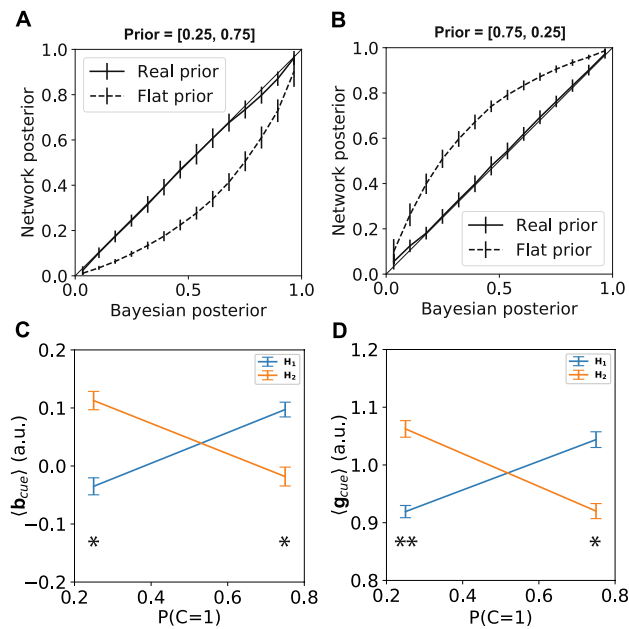 A
Prior = [0.25, 0.75]
1.0
0.8
0.6
0.4
0.2
0.0
Network posterior
Real prior
Flat prior
0.0
0.5
1.0
Bayesian posterior
B
Prior = [0.75, 0.25]
1.0
0.8
0.6
0.4
0.2
0.0
Network posterior
Real prior
Flat prior
0.0
0.5
1.0
Bayesian posterior
C
0.2
0.1
0.0
−0.1
−0.2
⟨b_cue⟩ (a.u.)
H₁
H₂
*
*
0.2
0.4
0.6
0.8
P(C=1)
D
1.2
1.1
1.0
0.9
0.8
⟨g_cue⟩ (a.u.)
H₁
H₂
**
*
0.2
0.4
0.6
0.8
P(C=1)